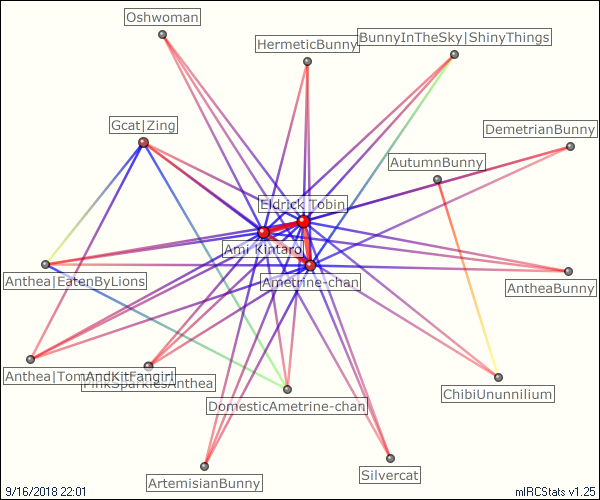 Oshwoman
HermeticBunny
BunnyInTheSky|ShinyThings
Gcat|Zing
DemetrianBunny
AutumnBunny
Eldrick Tobin
Ami Kintaro
Ametrine-chan
Anthea|EatenByLions
AntheaBunny
Anthea|TomAndKitFangirl
PinkSparklesAnthea
ChibiUnunnilium
DomesticAmetrine-chan
ArtemisianBunny
Silvercat
9/16/2018 22:01
mIRCStats v1.25